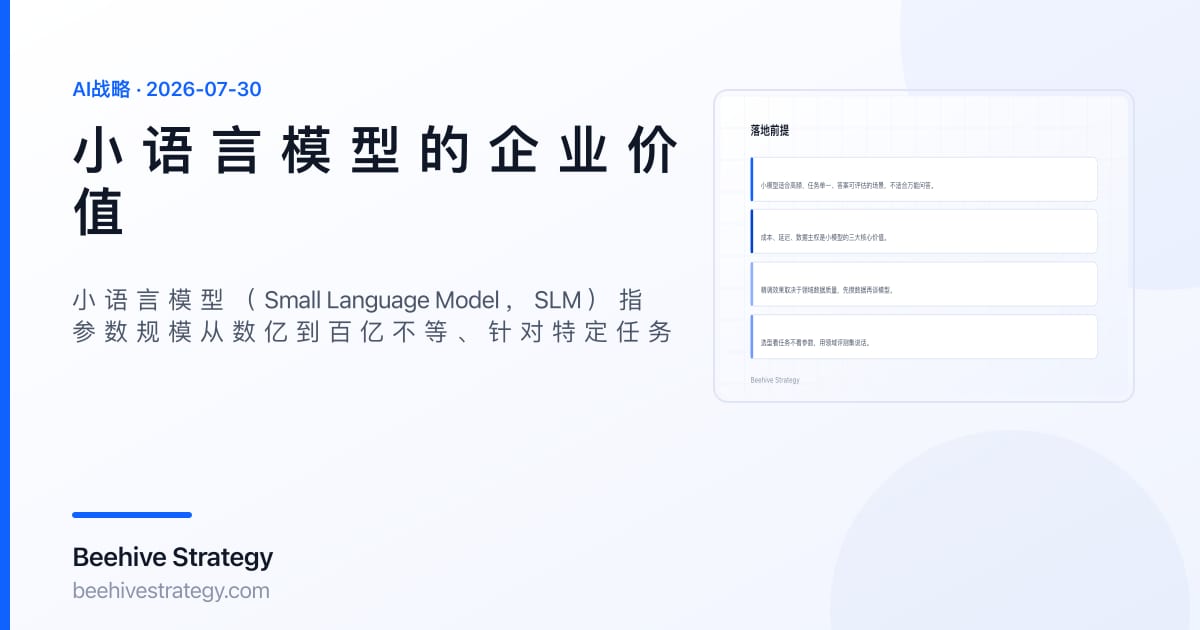 AI战略 · 2026-07-30
小语言模型的企业价
值
小语言模型（Small Language Model，SLM）指
参数规模从数亿到百亿不等、针对特定任务
Beehive Strategy
beehivestrategy.com
落地前提
小模型适合高频、任务单一、答案可评估的场景，不适合万能问答。
成本、延迟、数据主权是小模型的三大核心价值。
精调效果取决于领域数据质量，先搜数据再谈模型。
选型看任务不看参数，用领域评测集说话。
Beehive Strategy